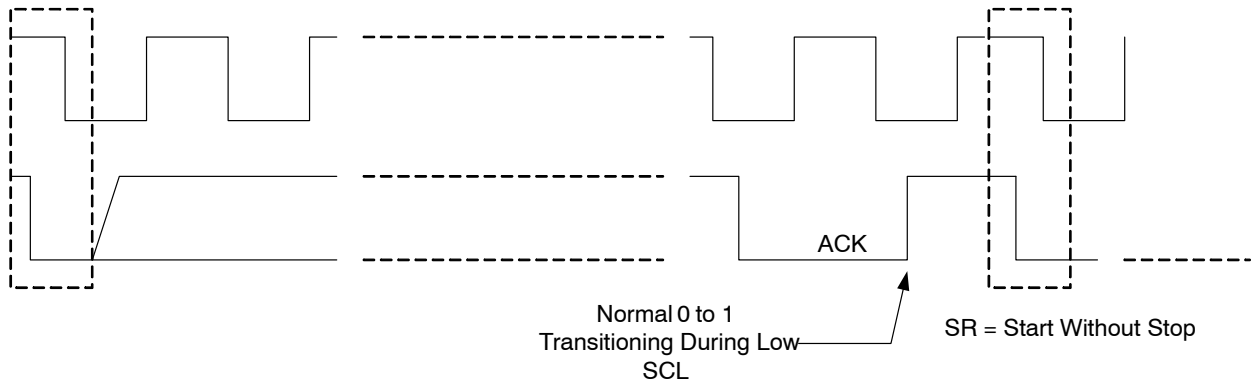 ACK
Normal 0 to 1
Transitioning During Low
SCL
SR = Start Without Stop